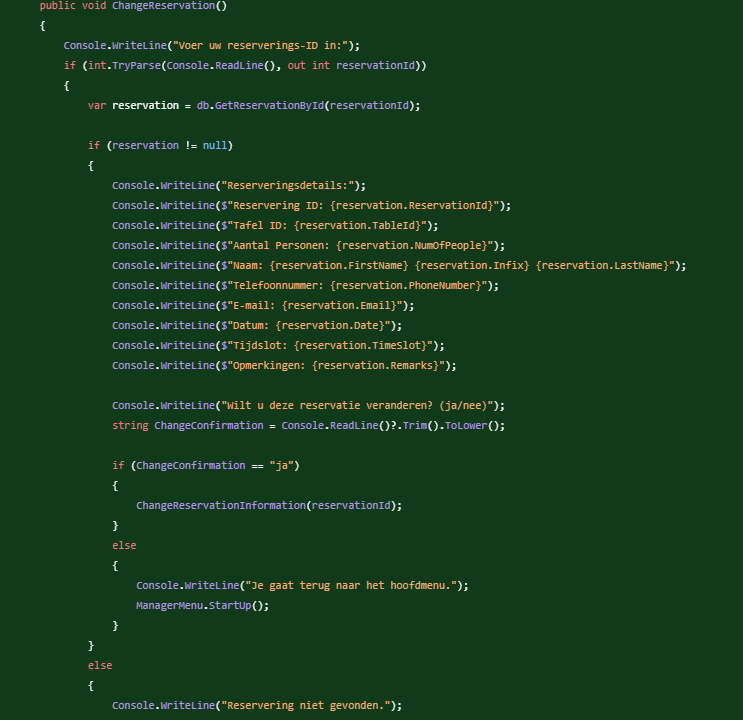 public void ChangeReservation()
{
Console.WriteLine("Voer uw reserverings-ID in:");
if (int.TryParse(Console.ReadLine(), out int reservationId))
{
var reservation = db.GetReservationById(reservationId);
if (reservation != null)
{
Console.WriteLine("Reserveringsdetails:");
Console.WriteLine($"Reservering ID: {reservation.ReservationId}");
Console.WriteLine($"Tafel ID: {reservation.TableId}");
Console.WriteLine($"Aantal Personen: {reservation.NumOfPeople}");
Console.WriteLine($"Naam: {reservation.FirstName} {reservation.Infix} {reservation.LastName}");
Console.WriteLine($"Telefoonnummer: {reservation.PhoneNumber}");
Console.WriteLine($"E-mail: {reservation.Email}");
Console.WriteLine($"Datum: {reservation.Date}");
Console.WriteLine($"Tijdslot: {reservation.TimeSlot}");
Console.WriteLine($"Opmerkingen: {reservation.Remarks}");
Console.WriteLine("Wilt u deze reservatie veranderen? (ja/nee)");
string ChangeConfirmation = Console.ReadLine()?.Trim().ToLower();
if (ChangeConfirmation == "ja")
{
ChangeReservationInformation(reservationId);
}
else
{
Console.WriteLine("Je gaat terug naar het hoofdmenu.");
ManagerMenu.StartUp();
}
}
else
{
Console.WriteLine("Reservering niet gevonden.");